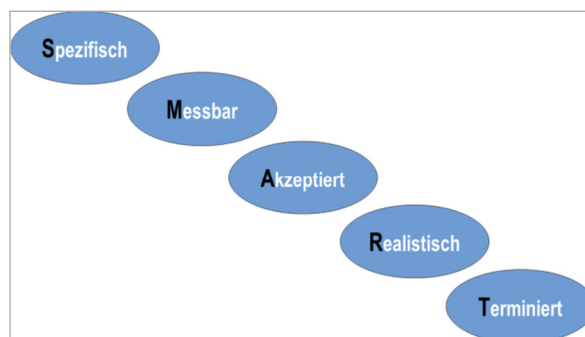 Spezifisch
Messbar
Akzeptiert
Realistisch
Terminiert